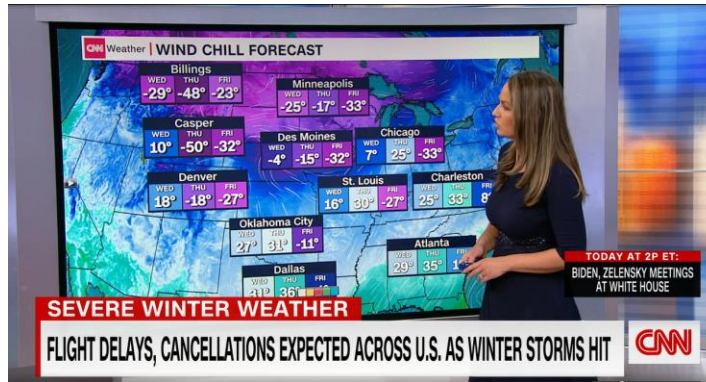 CNN Weather | WIND CHILL FORECAST
Billings
WED THU FRI
-29° -48° -23°
Minneapolis
WED THU FRI
-25° -17° -33°
Casper
WED THU FRI
10° -50° -32°
Des Moines
WED THU FRI
-4° -15° -32°
Chicago
WED THU FRI
7° 25° -33°
Denver
WED THU FRI
18° -18° -27°
St. Louis
WED THU FRI
16° 30° -27°
Charleston
WED THU FRI
25° 33°
Oklahoma City
WED THU FRI
27° 31° -11°
Atlanta
WED THU FRI
29° 35°
Dallas
WED THU FRI
31° 36°
TODAY AT 2P ET:
BIDEN, ZELENSKY MEETINGS
AT WHITE HOUSE
SEVERE WINTER WEATHER
FLIGHT DELAYS, CANCELLATIONS EXPECTED ACROSS U.S. AS WINTER STORMS HIT
CNN